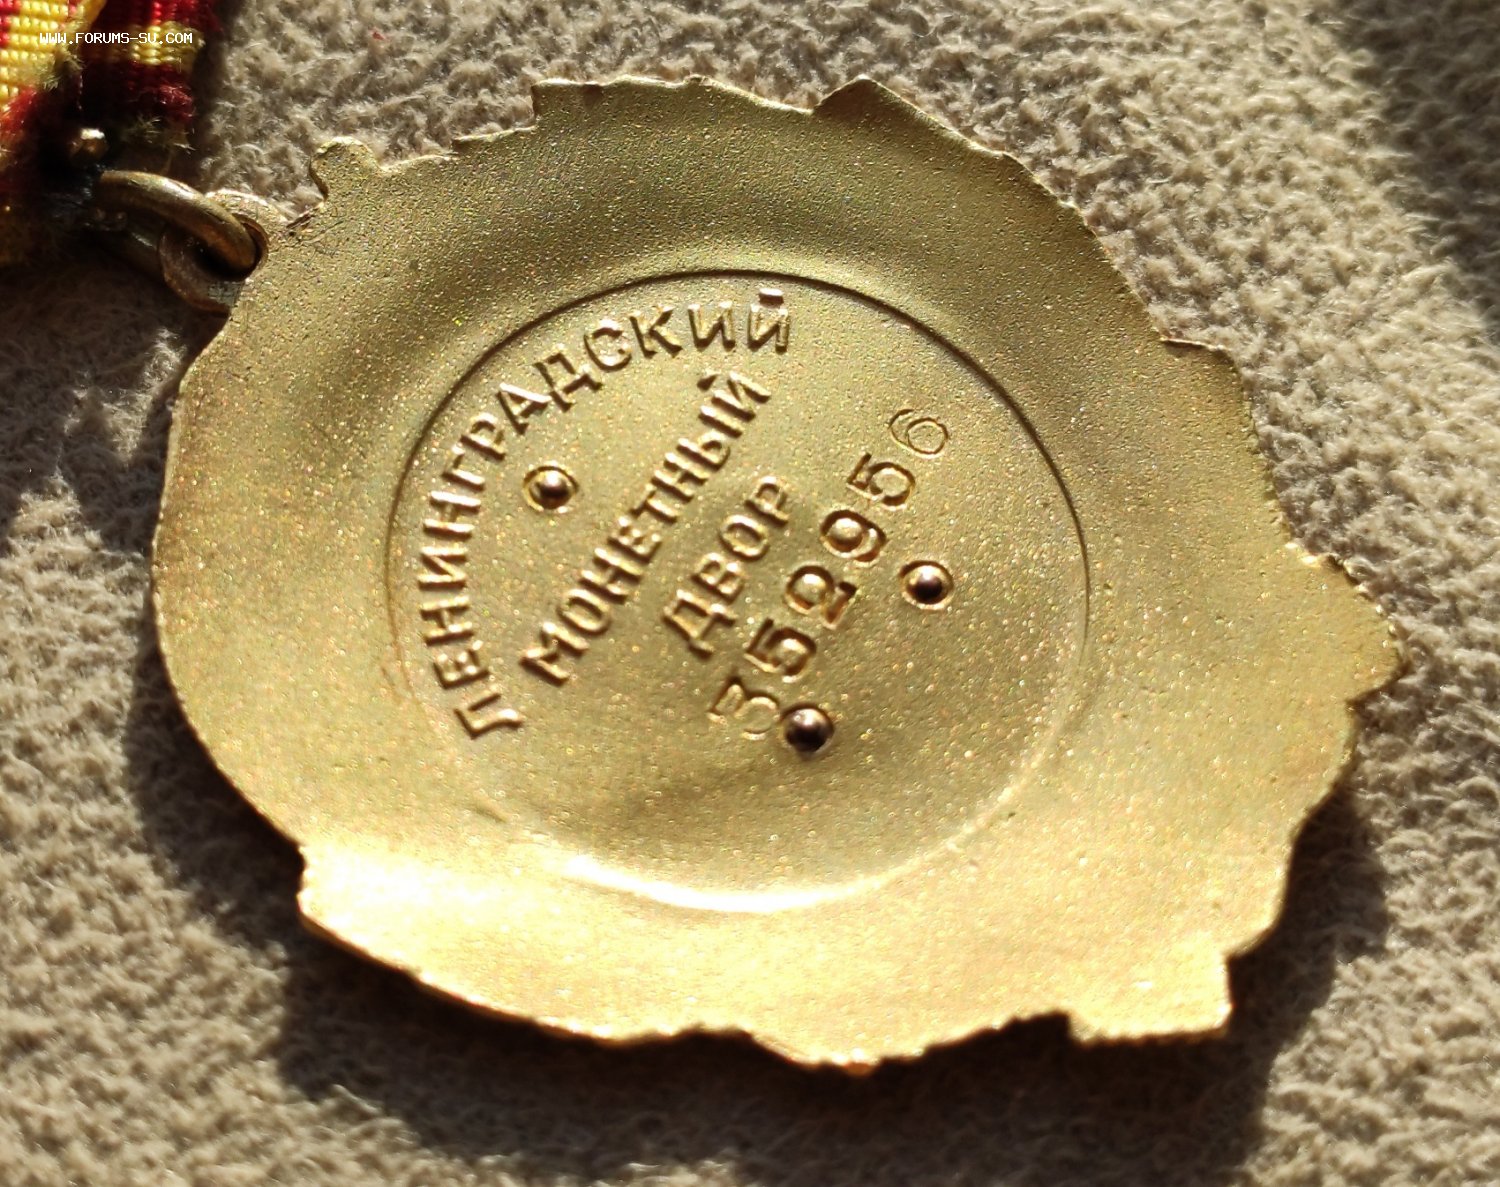 WWW.FORUMS-SU.COM
ЛЕНИНГРАДСКИЙ
МОНЕТНЫЙ
ДВОР
352956